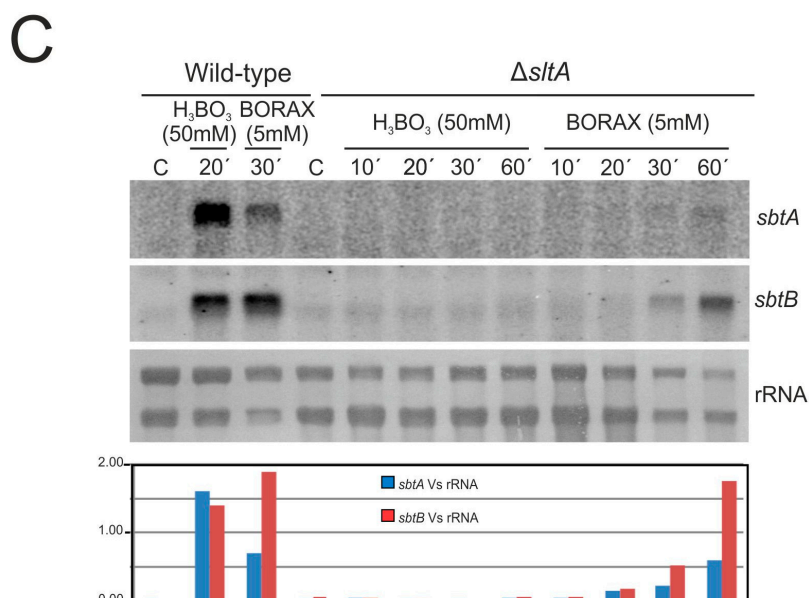 C
Wild-type
ΔsltA
H₃BO₃ BORAX
(50mM) (5mM)
H₃BO₃ (50mM)
BORAX (5mM)
C 20´ 30´ C 10´ 20´ 30´ 60´ 10´ 20´ 30´ 60´
sbtA
sbtB
rRNA
2.00
sbtA Vs rRNA
sbtB Vs rRNA
1.00
0.00